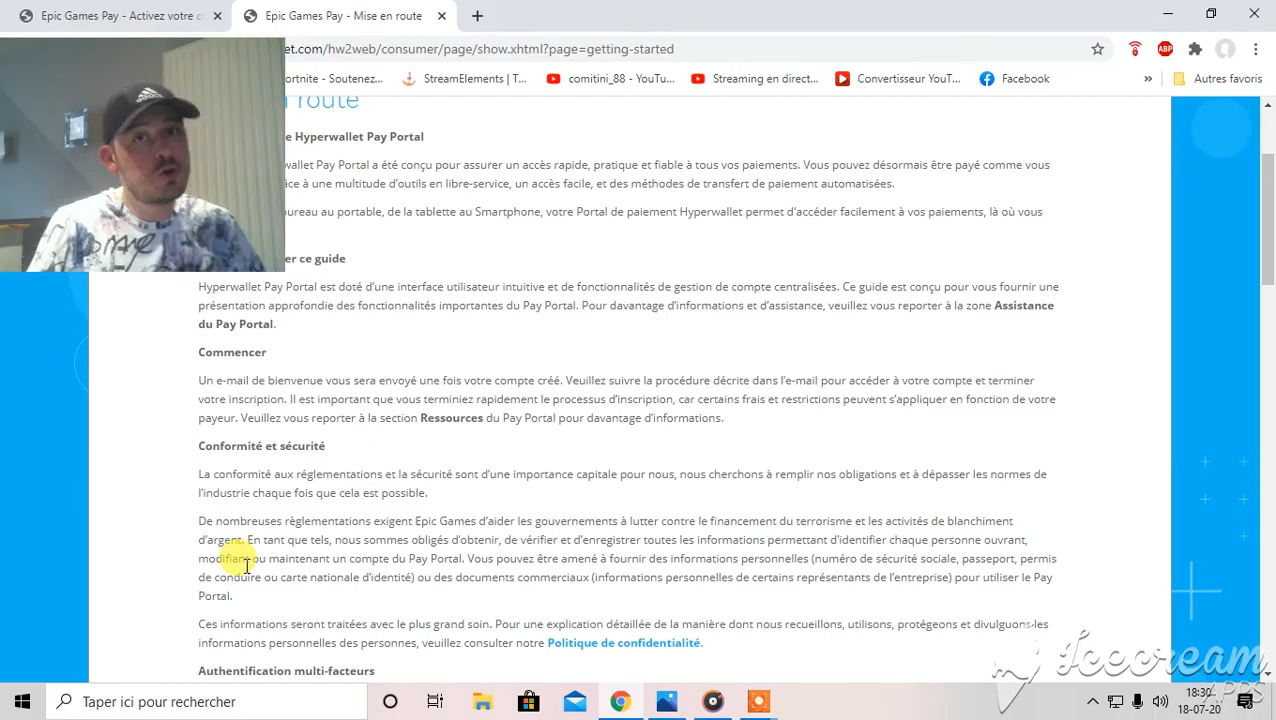 Epic Games Pay - Activez votre c
Epic Games Pay - Mise en route
et.com/hw2web/consumer/page/show.xhtml?page=getting-started
ABP
ortnite - Soutenez...
StreamElements | T...
comitini_88 - YouTu...
Streaming en direct...
Convertisseur YouT...
Facebook
»
Autres favoris
n route
e Hyperwallet Pay Portal
wallet Pay Portal a été conçu pour assurer un accès rapide, pratique et fiable à tous vos paiements. Vous pouvez désormais être payé comme vous
âce à une multitude d'outils en libre-service, un accès facile, et des méthodes de transfert de paiement automatisées.
ureau au portable, de la tablette au Smartphone, votre Portal de paiement Hyperwallet permet d'accéder facilement à vos paiements, là où vous
er ce guide
Hyperwallet Pay Portal est doté d'une interface utilisateur intuitive et de fonctionnalités de gestion de compte centralisées. Ce guide est conçu pour vous fournir une
présentation approfondie des fonctionnalités importantes du Pay Portal. Pour davantage d'informations et d'assistance, veuillez vous reporter à la zone Assistance
du Pay Portal.
Commencer
Un e-mail de bienvenue vous sera envoyé une fois votre compte créé. Veuillez suivre la procédure décrite dans l'e-mail pour accéder à votre compte et terminer
votre inscription. Il est important que vous terminiez rapidement le processus d'inscription, car certains frais et restrictions peuvent s'appliquer en fonction de votre
payeur. Veuillez vous reporter à la section Ressources du Pay Portal pour davantage d'informations.
Conformité et sécurité
La conformité aux réglementations et la sécurité sont d'une importance capitale pour nous, nous cherchons à remplir nos obligations et à dépasser les normes de
l'industrie chaque fois que cela est possible.
De nombreuses règlementations exigent Epic Games d'aider les gouvernements à lutter contre le financement du terrorisme et les activités de blanchiment
d'argent. En tant que tels, nous sommes obligés d'obtenir, de vérifier et d'enregistrer toutes les informations permettant d'identifier chaque personne ouvrant,
modifiant ou maintenant un compte du Pay Portal. Vous pouvez être amené à fournir des informations personnelles (numéro de sécurité sociale, passeport, permis
de conduire ou carte nationale d'identité) ou des documents commerciaux (informations personnelles de certains représentants de l'entreprise) pour utiliser le Pay
Portal.
Ces informations seront traitées avec le plus grand soin. Pour une explication détaillée de la manière dont nous recueillons, utilisons, protégeons et divulguons les
informations personnelles des personnes, veuillez consulter notre Politique de confidentialité.
Authentification multi-facteurs
Icecream
APPS
Taper ici pour rechercher
18:30
18-07-20